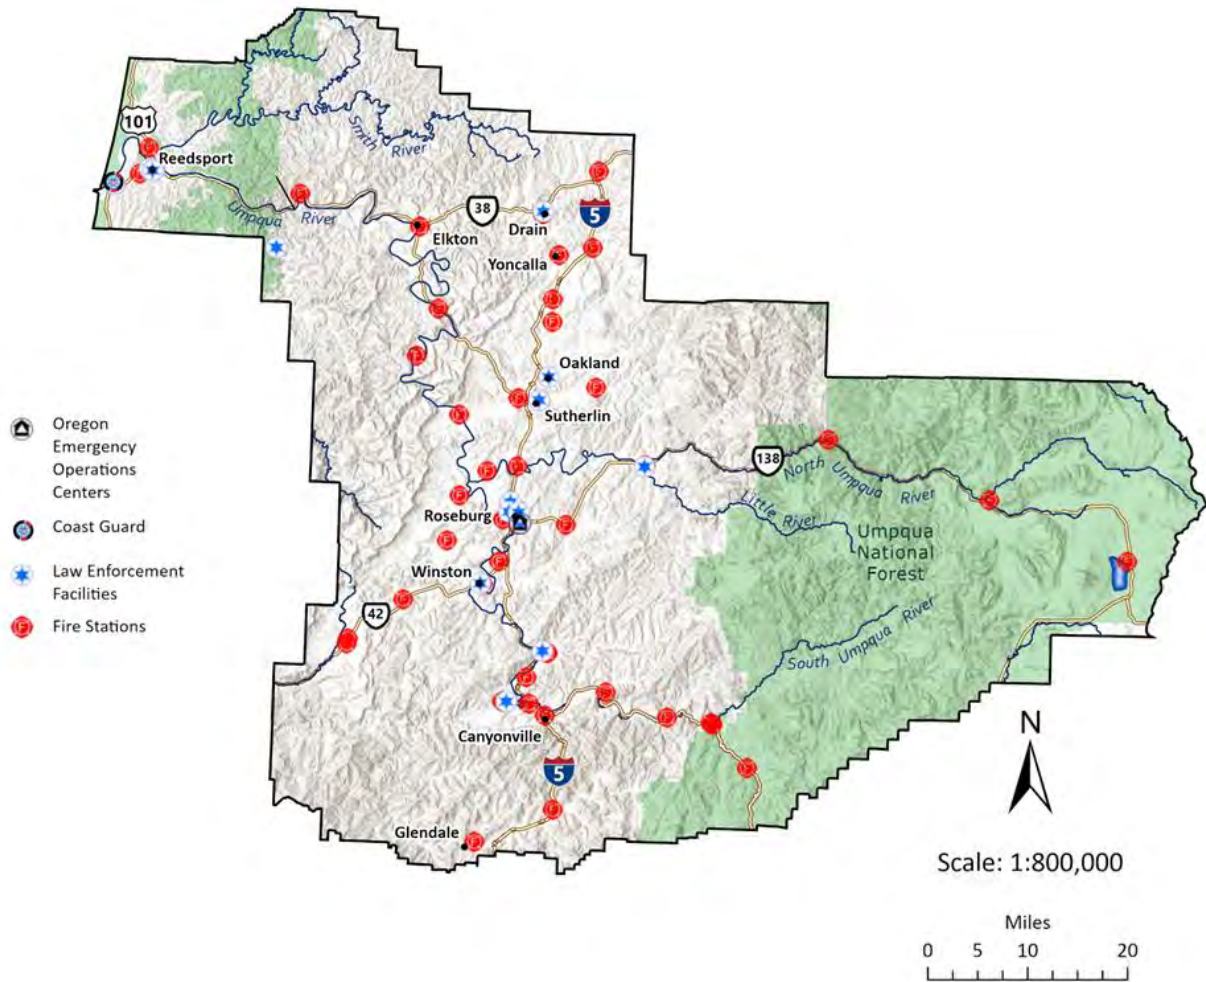 101
Reedsport
Smith
River
Umpqua
River
38
5
Elkton
Drain
Yoncalla
Oakland
Sutherlin
138
North Umpqua River
Little River
Roseburg
Umpqua
National
Forest
Winston
42
South Umpqua River
Canyonville
5
Glendale
Oregon
Emergency
Operations
Centers
Coast Guard
Law Enforcement
Facilities
F Fire Stations
N
Scale: 1:800,000
Miles
0 5 10 20